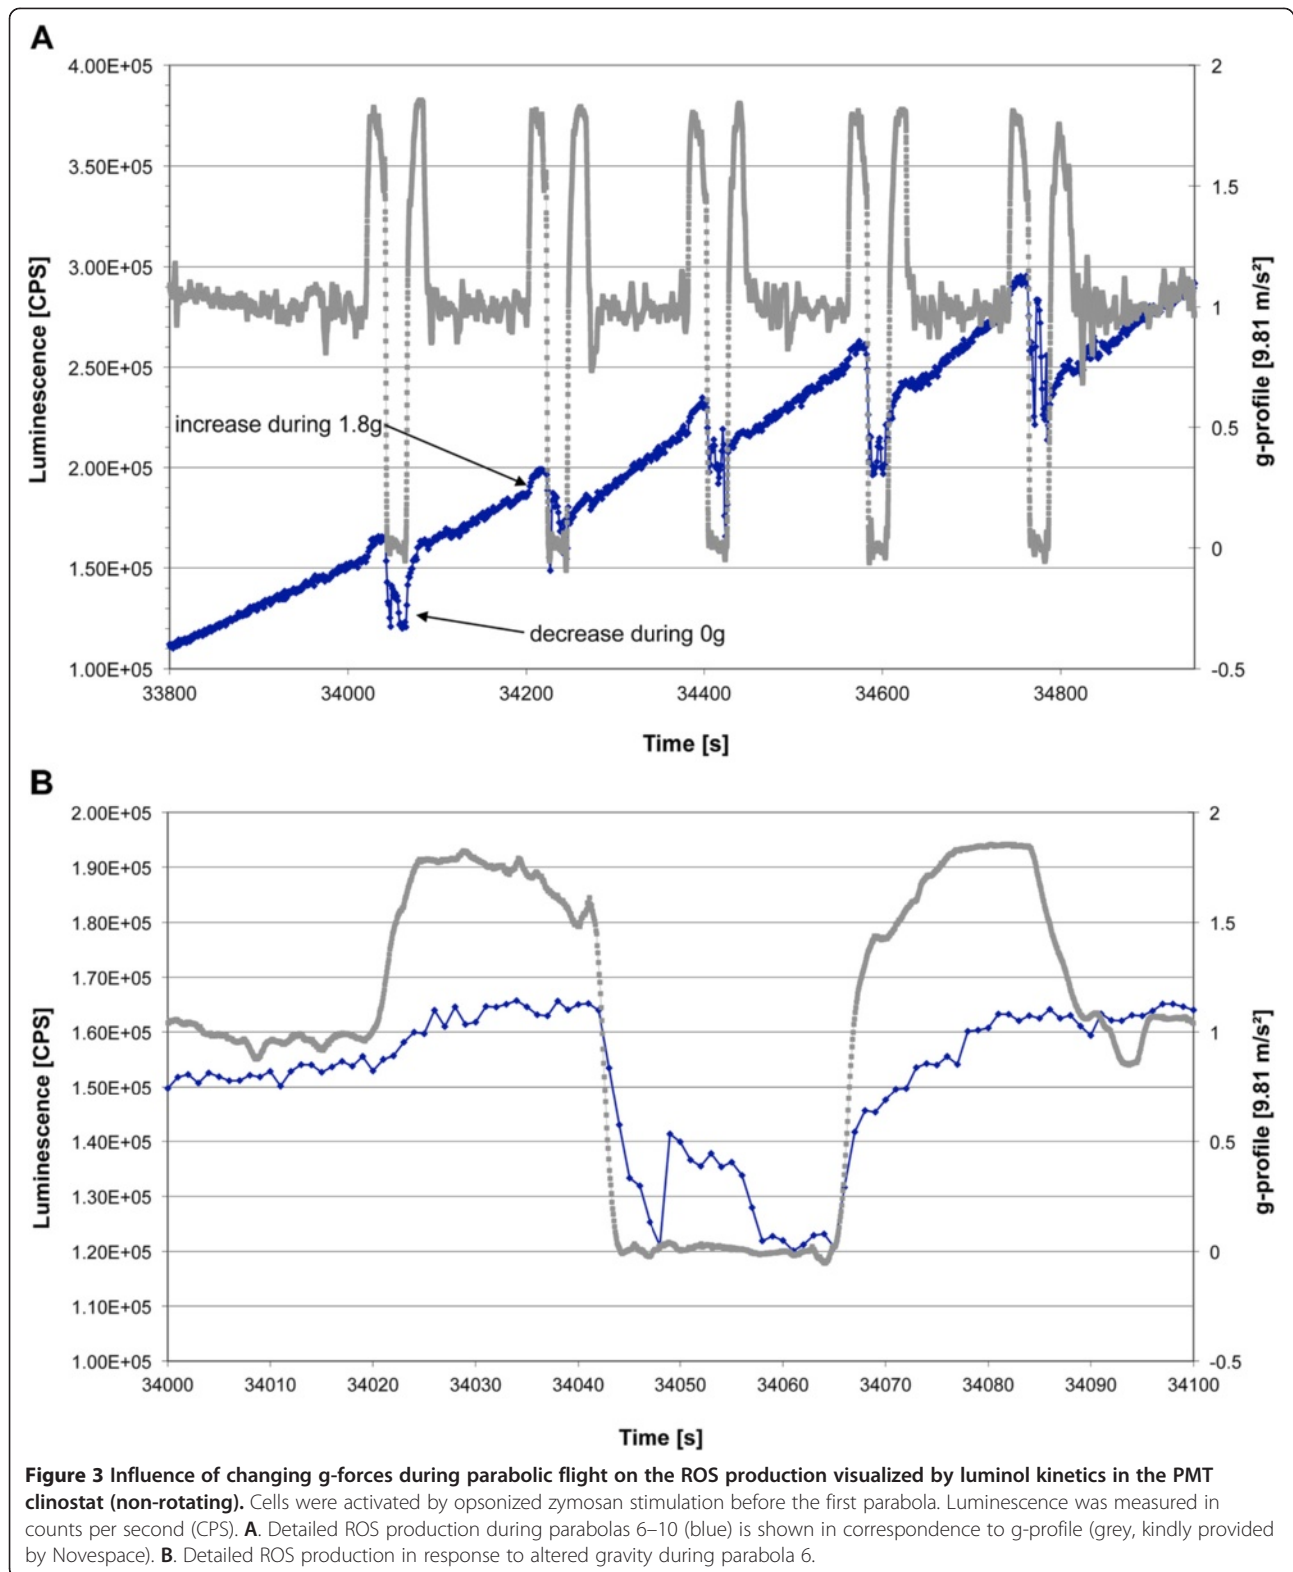 A
4.00E+05
3.50E+05
3.00E+05
2.50E+05
2.00E+05
1.50E+05
1.00E+05
Luminescence [CPS]
2
1.5
1
0.5
0
-0.5
g-profile [9.81 m/s²]
increase during 1.8g
decrease during 0g
33800 34000 34200 34400 34600 34800
Time [s]
B
2.00E+05
1.90E+05
1.80E+05
1.70E+05
1.60E+05
1.50E+05
1.40E+05
1.30E+05
1.20E+05
1.10E+05
1.00E+05
Luminescence [CPS]
2
1.5
1
0.5
0
-0.5
g-profile [9.81 m/s²]
34000 34010 34020 34030 34040 34050 34060 34070 34080 34090 34100
Time [s]
Figure 3 Influence of changing g-forces during parabolic flight on the ROS production visualized by luminol kinetics in the PMT
clinostat (non-rotating). Cells were activated by opsonized zymosan stimulation before the first parabola. Luminescence was measured in
counts per second (CPS). A. Detailed ROS production during parabolas 6–10 (blue) is shown in correspondence to g-profile (grey, kindly provided
by Novespace). B. Detailed ROS production in response to altered gravity during parabola 6.